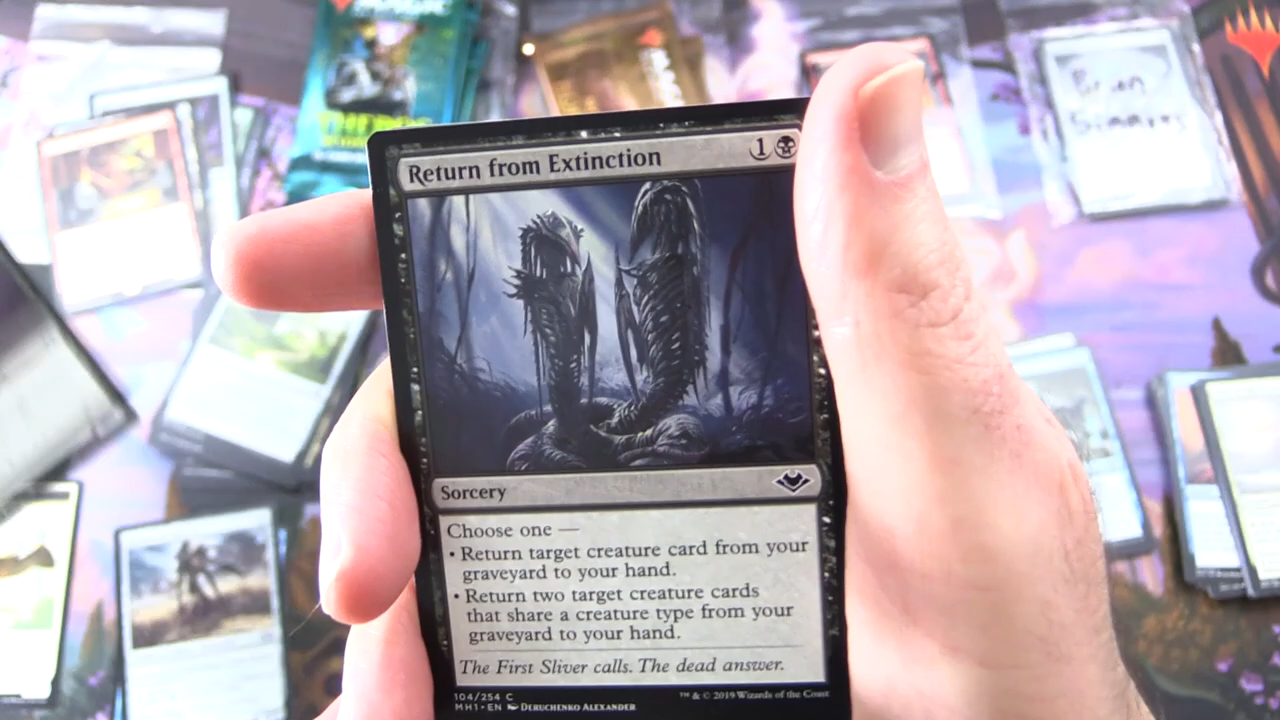 Brian
Return from Extinction 1
Sorcery
Choose one —
• Return target creature card from your
graveyard to your hand.
• Return two target creature cards
that share a creature type from your
graveyard to your hand.
The First Sliver calls. The dead answer.
104/254 C
MH1 • EN Deruchenko Alexander
™ & © 2019 Wizards of the Coast